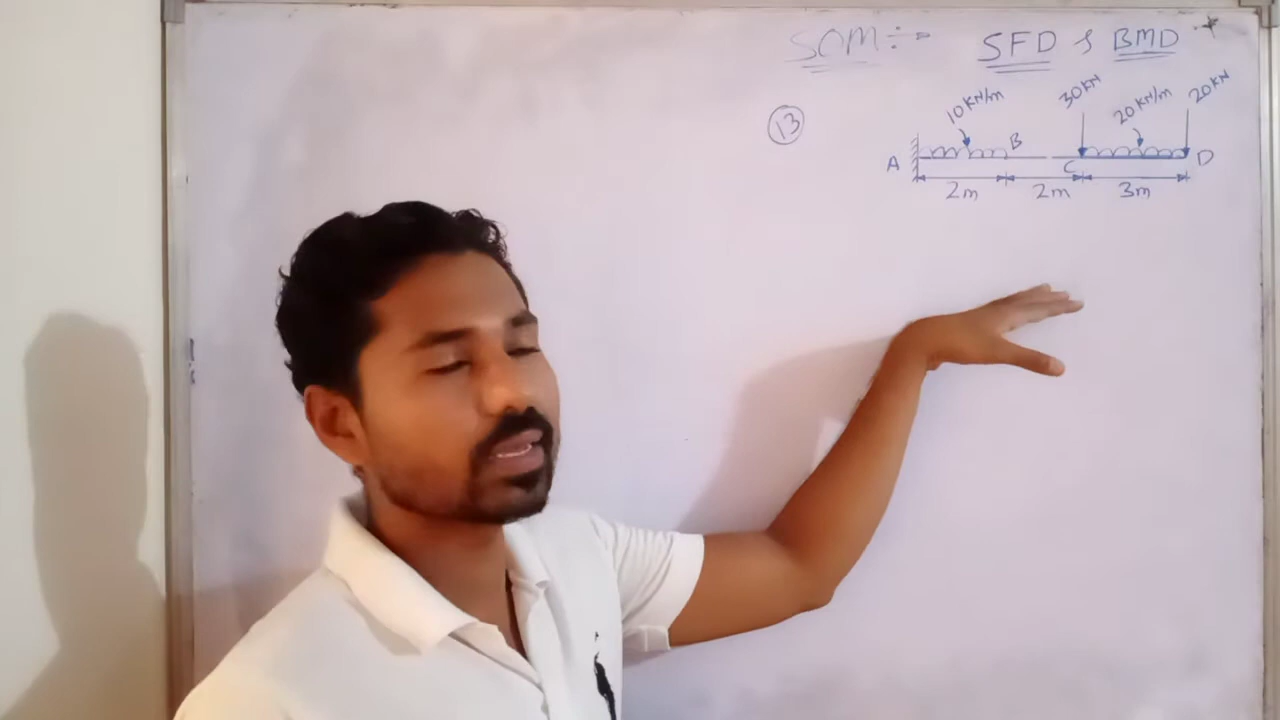 SOM :- SFD & BMD
13
10 KN/m 30 KN 20 KN/m 20 KN
A B C D
2m 2m 3m